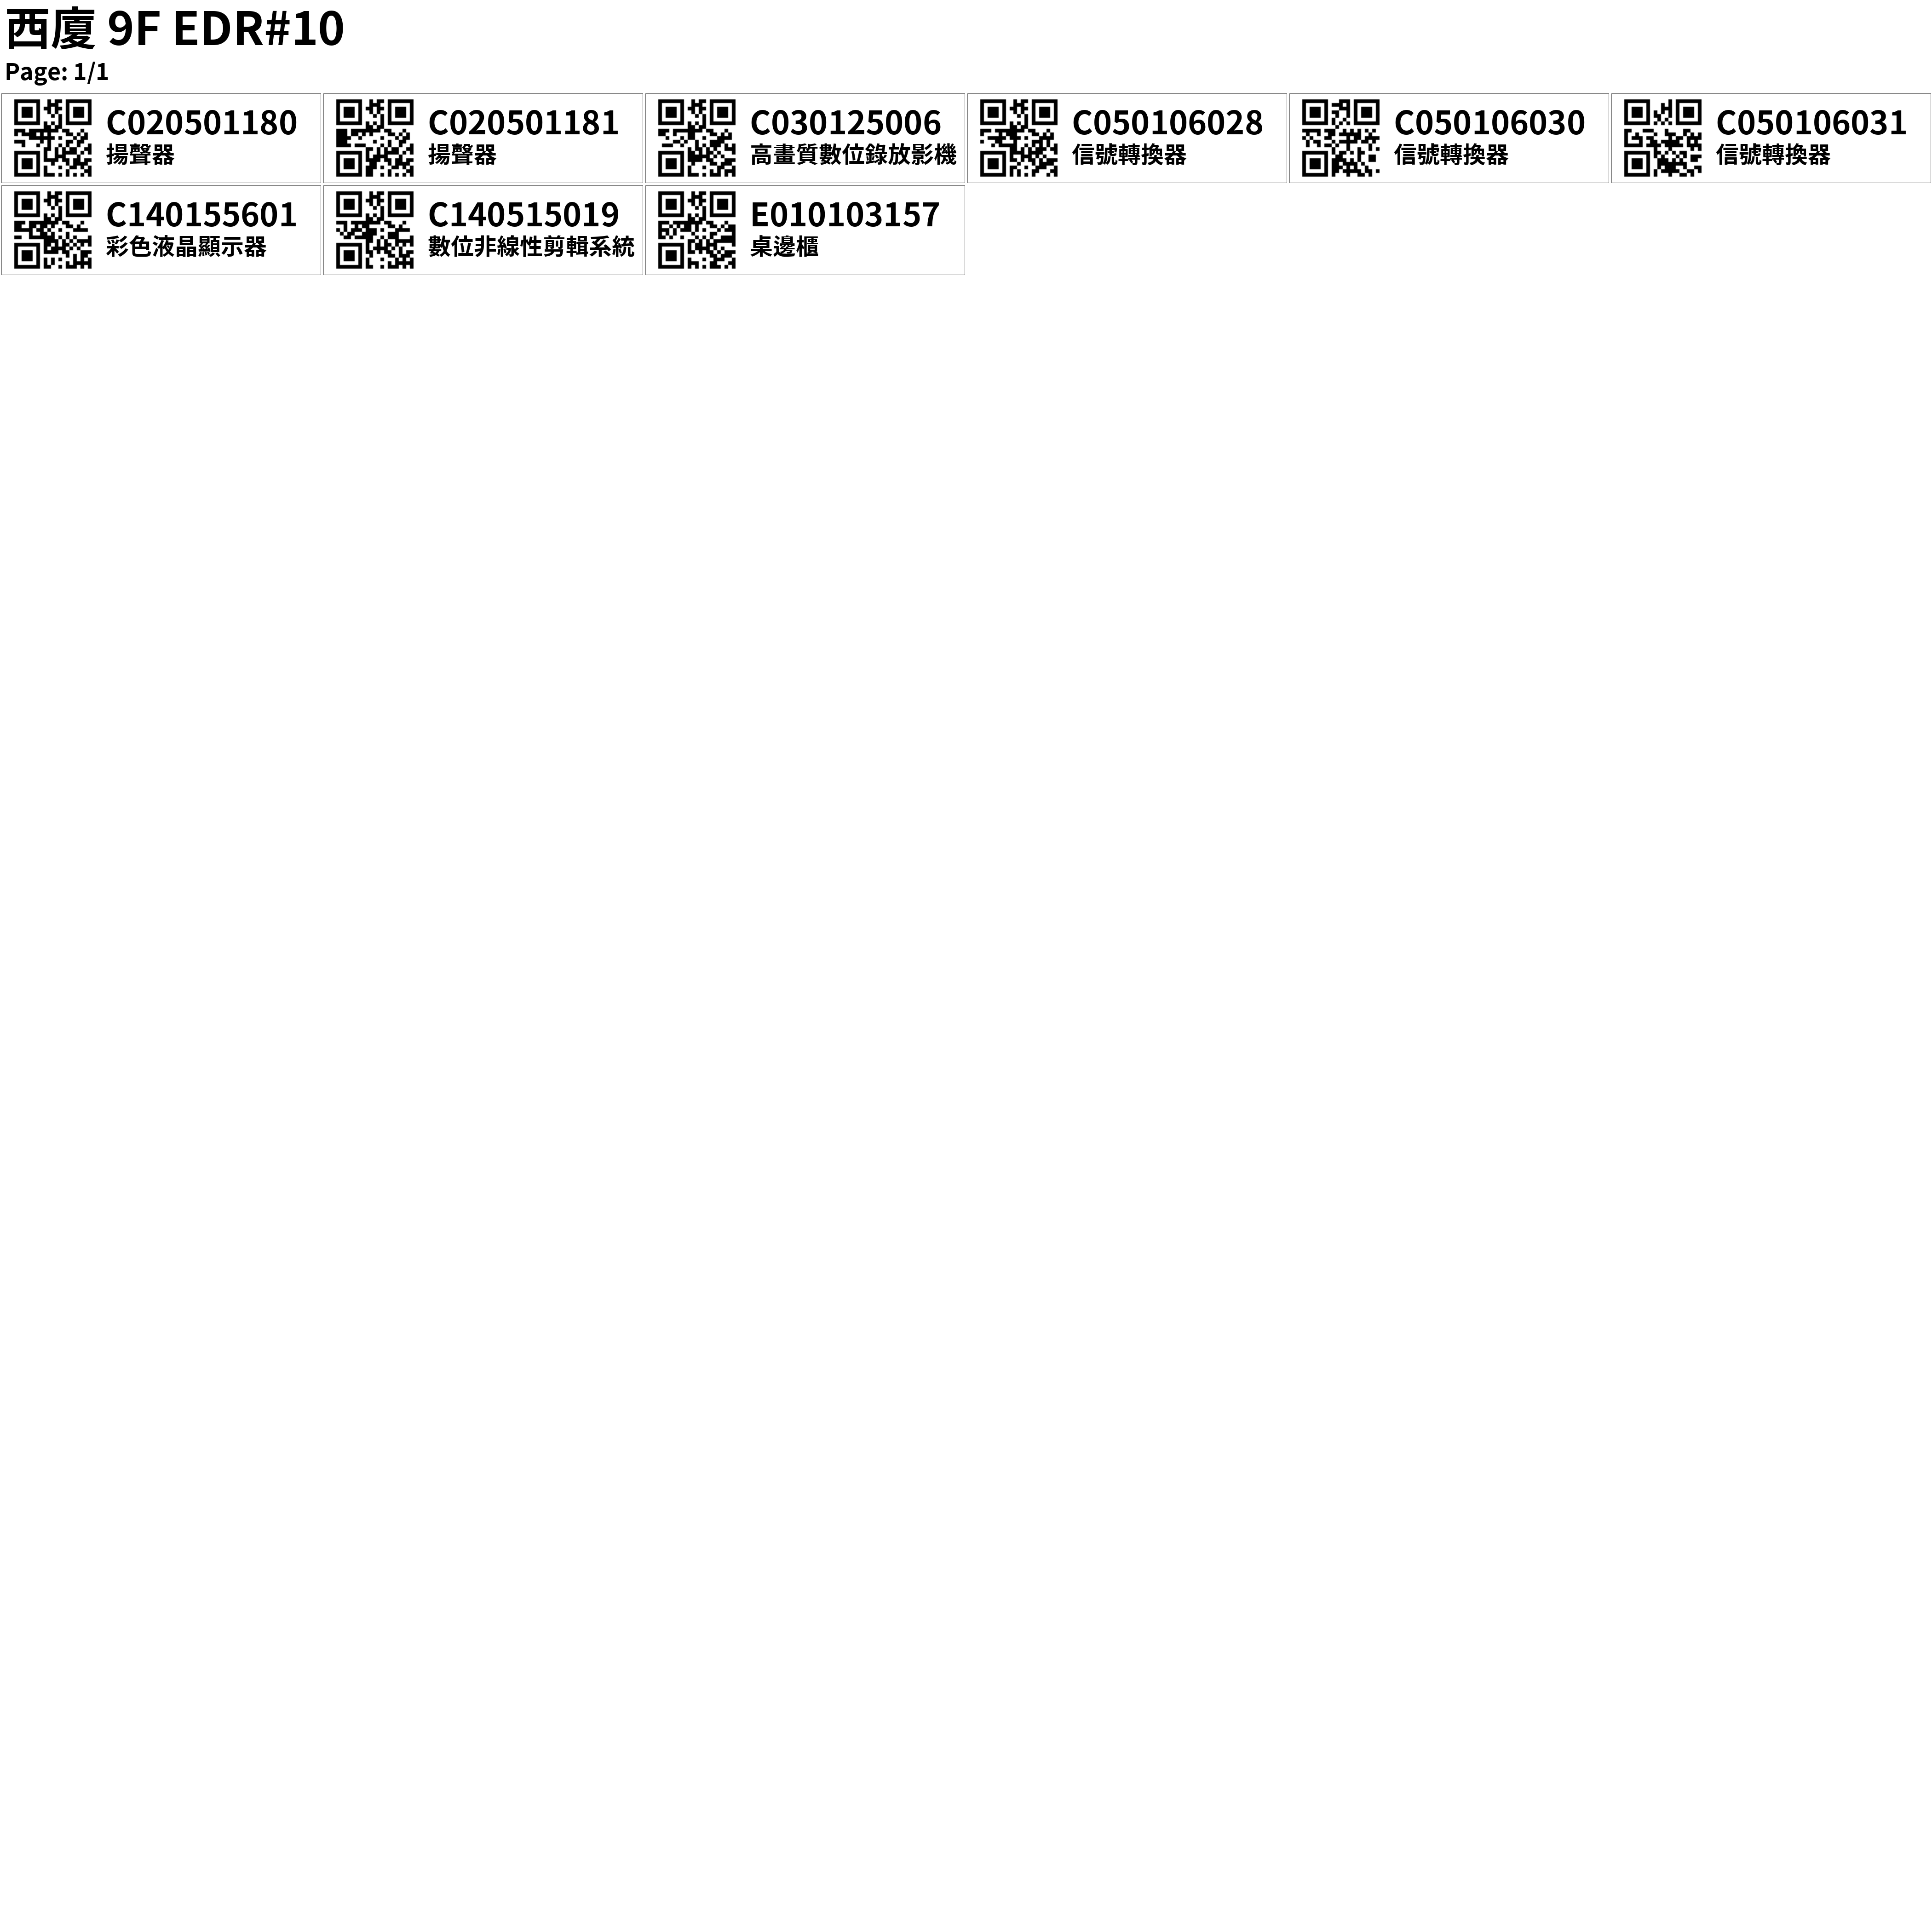 西廈 9F EDR#10
Page: 1/1
C020501180
揚聲器
C020501181
揚聲器
C030125006
高畫質數位錄放影機
C050106028
信號轉換器
C050106030
信號轉換器
C050106031
信號轉換器
C140155601
彩色液晶顯示器
C140515019
數位非線性剪輯系統
E010103157
桌邊櫃